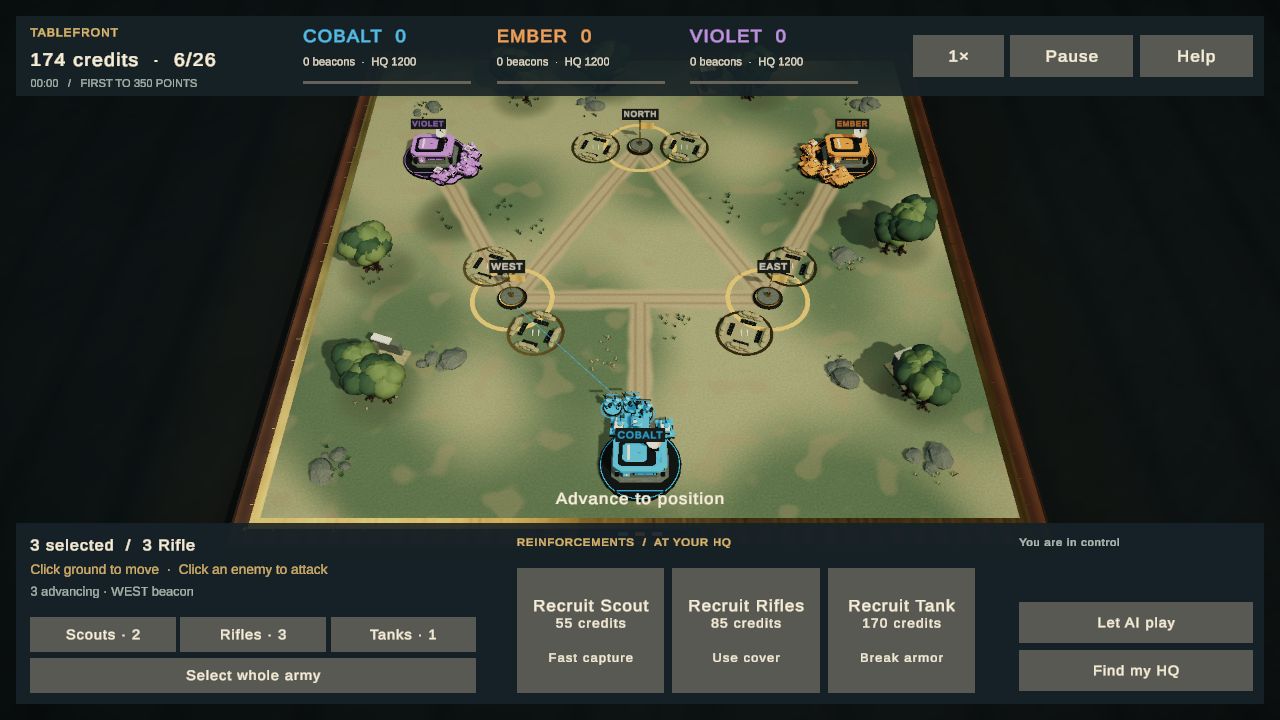 TABLEFRONT
174 credits · 6/26
00:00 / FIRST TO 350 POINTS
COBALT 0
0 beacons · HQ 1200
EMBER 0
0 beacons · HQ 1200
VIOLET 0
0 beacons · HQ 1200
1×
Pause
Help
NORTH
VIOLET
EMBER
WEST
EAST
COBALT
Advance to position
3 selected / 3 Rifle
Click ground to move · Click an enemy to attack
3 advancing · WEST beacon
Scouts · 2
Rifles · 3
Tanks · 1
Select whole army
REINFORCEMENTS / AT YOUR HQ
Recruit Scout
55 credits
Fast capture
Recruit Rifles
85 credits
Use cover
Recruit Tank
170 credits
Break armor
You are in control
Let AI play
Find my HQ